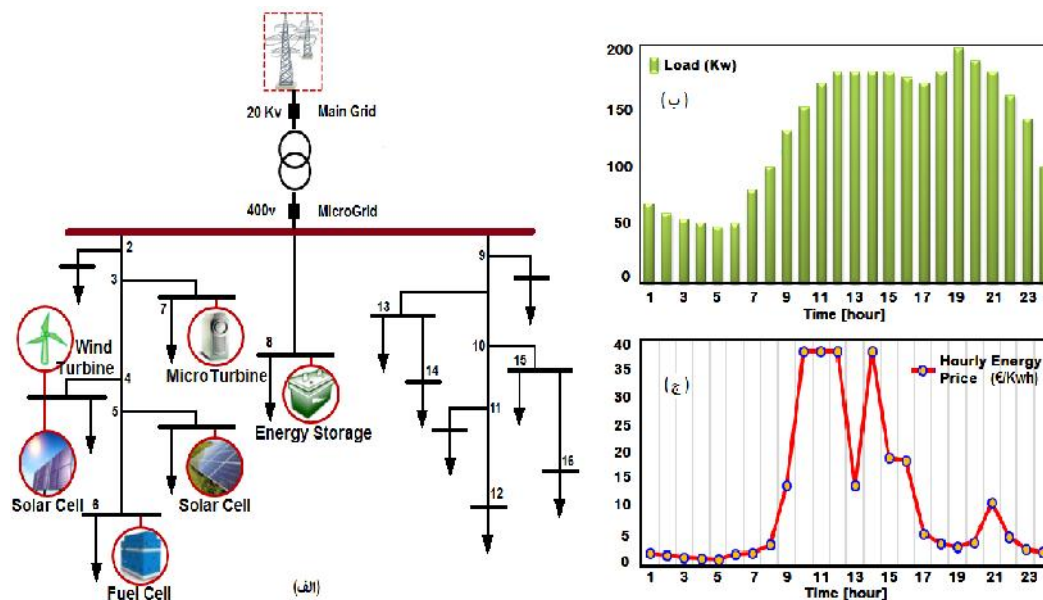 20 Kv
Main Grid
400v
MicroGrid
2
3
7
Wind
Turbine
Micro Turbine
4
5
Solar Cell
Solar Cell
6
Fuel Cell
8
Energy Storage
9
13
10
14
15
11
16
12
(الف)
Load (Kw)
(ب)
200
150
100
50
0
1 3 5 7 9 11 13 15 17 19 21 23
Time [hour]
Hourly Energy
Price (€/Kwh)
(ج)
40
35
30
25
20
15
10
5
0
1 3 5 7 9 11 13 15 17 19 21 23
Time [hour]